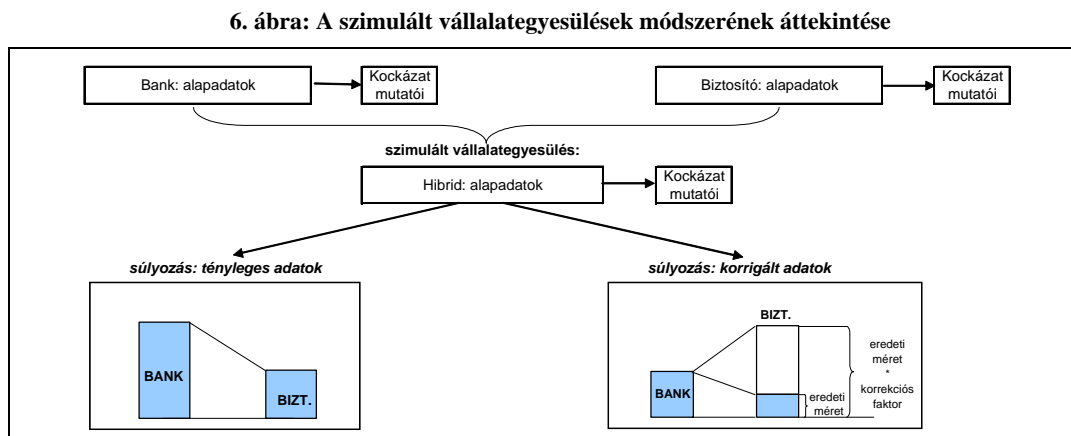 6. ábra: A szimulált vállalategyesülések módszerének áttekintése
Bank: alapadatok
Kockázat
mutatói
Biztosító: alapadatok
Kockázat
mutatói
szimulált vállalategyesülés:
Hibrid: alapadatok
Kockázat
mutatói
súlyozás: tényleges adatok
súlyozás: korrigált adatok
BANK
BIZT.
BIZT.
BANK
eredeti
méret
eredeti
méret
*
korrekciós
faktor